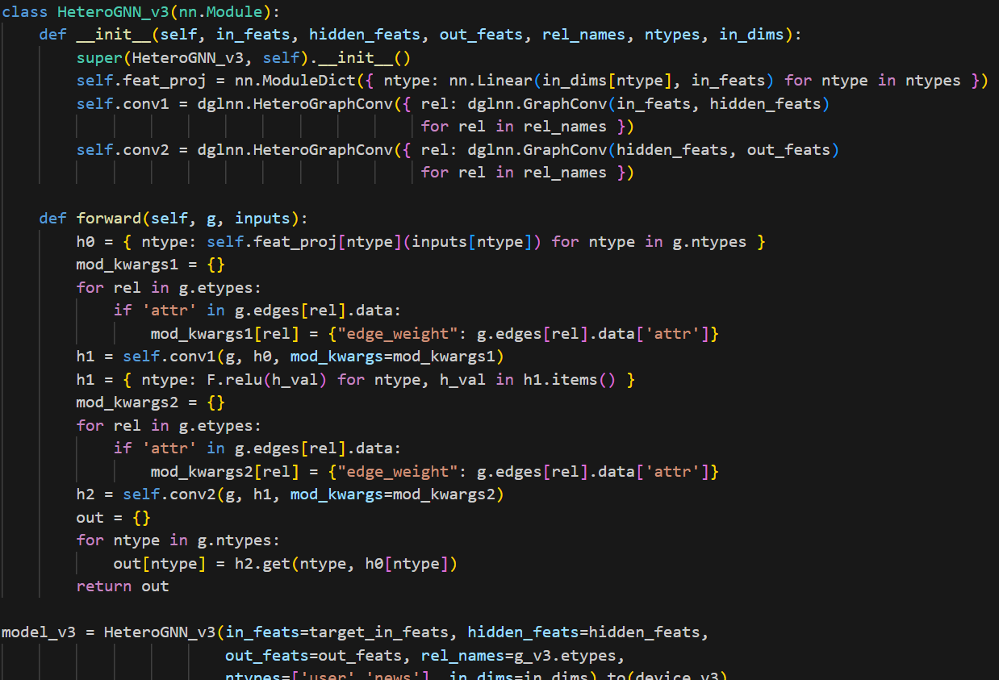 class HeteroGNN_v3(nn.Module):
    def __init__(self, in_feats, hidden_feats, out_feats, rel_names, ntypes, in_dims):
        super(HeteroGNN_v3, self).__init__()
        self.feat_proj = nn.ModuleDict({ ntype: nn.Linear(in_dims[ntype], in_feats) for ntype in ntypes })
        self.conv1 = dglnn.HeteroGraphConv({ rel: dglnn.GraphConv(in_feats, hidden_feats)
                                             for rel in rel_names })
        self.conv2 = dglnn.HeteroGraphConv({ rel: dglnn.GraphConv(hidden_feats, out_feats)
                                             for rel in rel_names })

    def forward(self, g, inputs):
        h0 = { ntype: self.feat_proj[ntype](inputs[ntype]) for ntype in g.ntypes }
        mod_kwargs1 = {}
        for rel in g.etypes:
            if 'attr' in g.edges[rel].data:
                mod_kwargs1[rel] = {"edge_weight": g.edges[rel].data['attr']}
        h1 = self.conv1(g, h0, mod_kwargs=mod_kwargs1)
        h1 = { ntype: F.relu(h_val) for ntype, h_val in h1.items() }
        mod_kwargs2 = {}
        for rel in g.etypes:
            if 'attr' in g.edges[rel].data:
                mod_kwargs2[rel] = {"edge_weight": g.edges[rel].data['attr']}
        h2 = self.conv2(g, h1, mod_kwargs=mod_kwargs2)
        out = {}
        for ntype in g.ntypes:
            out[ntype] = h2.get(ntype, h0[ntype])
        return out

model_v3 = HeteroGNN_v3(in_feats=target_in_feats, hidden_feats=hidden_feats,
                        out_feats=out_feats, rel_names=g_v3.etypes,
                        ntypes=['user','news'], in_dims=in_dims).to(device_v3)